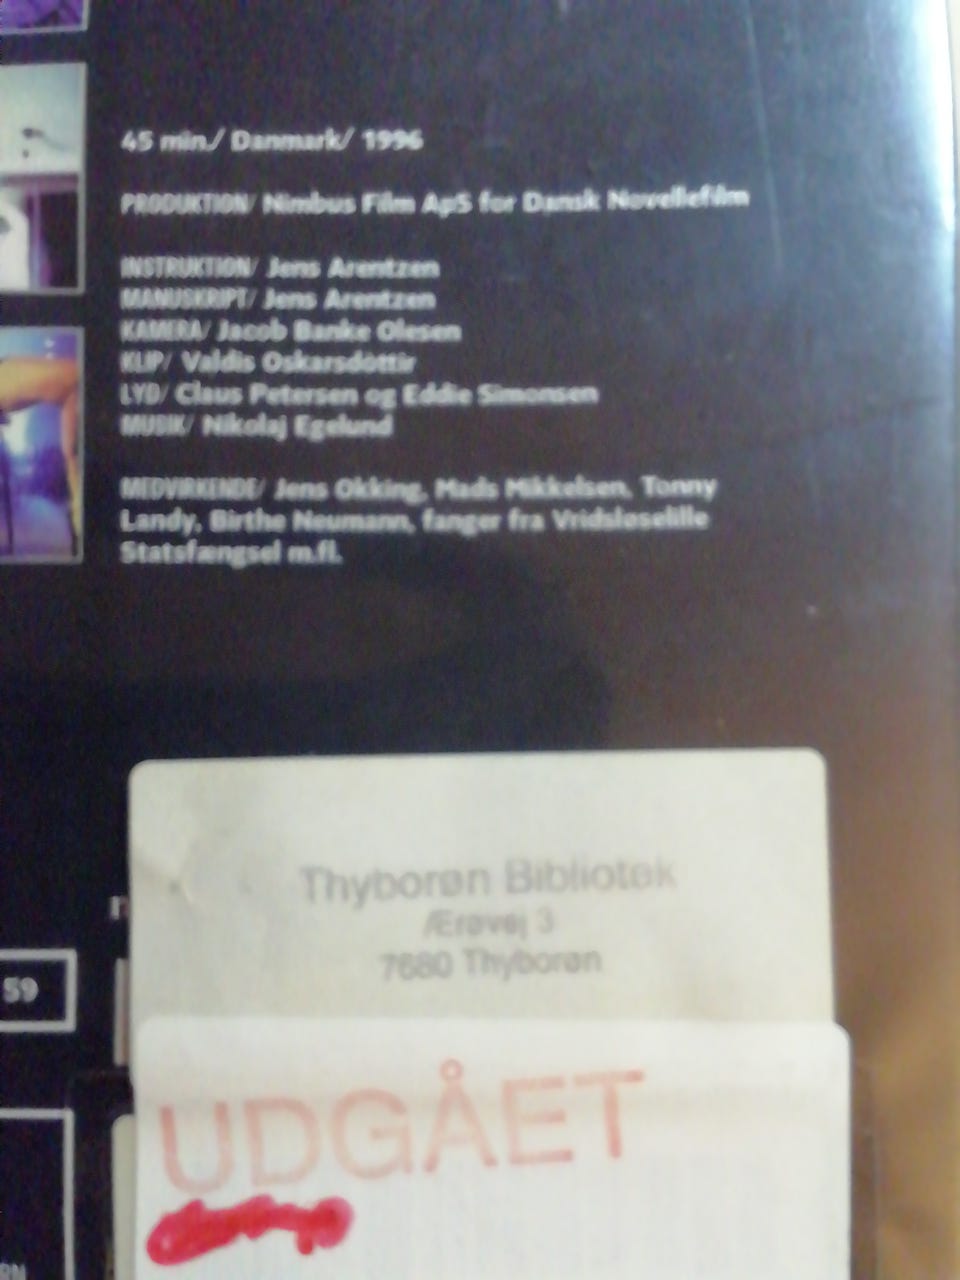 45 min./ Danmark/ 1996
PRODUKTION/ Nimbus Film ApS for Dansk Novellefilm
INSTRUKTION/ Jens Arentzen
MANUSKRIPT/ Jens Arentzen
KAMERA/ Jacob Banke Olesen
KLIP/ Valdis Oskarsdottir
LYD/ Claus Petersen og Eddie Simonsen
MUSIK/ Nikolaj Egelund
MEDVIRKENDE/ Jens Okking, Mads Mikkelsen, Tonny
Landy, Birthe Neumann, fanger fra Vridsløselille
Statsfængsel m.fl.
Thyborøn Bibliotek
Ærøvej 3
7680 Thyborøn
59
UDGÅET